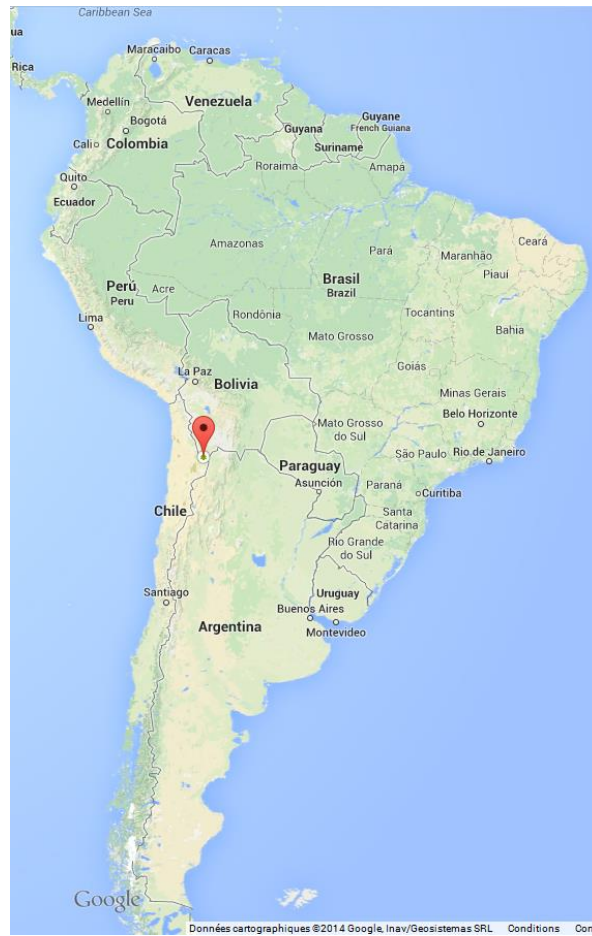 Caribbean Sea
ua
Rica
Maracaibo
Caracas
Medellín
Venezuela
Bogotá
Guyana
Guyane
French Guiana
Cali
Colombia
Suriname
Roraima
Amapá
Quito
Ecuador
Amazonas
Pará
Maranhão
Ceará
Piauí
Perú
Peru
Acre
Brasil
Brazil
Rondônia
Tocantins
Lima
Mato Grosso
Bahia
Goiás
La Paz
Bolivia
Minas Gerais
Belo Horizonte
Mato Grosso
do Sul
São Paulo
Rio de Janeiro
Paraguay
Asunción
Paraná
Curitiba
Chile
Santa
Catarina
Rio Grande
do Sul
Santiago
Uruguay
Buenos Aires
Argentina
Montevideo
Google
Données cartographiques ©2014 Google, Inav/Geosistemas SRL
Conditions
Con